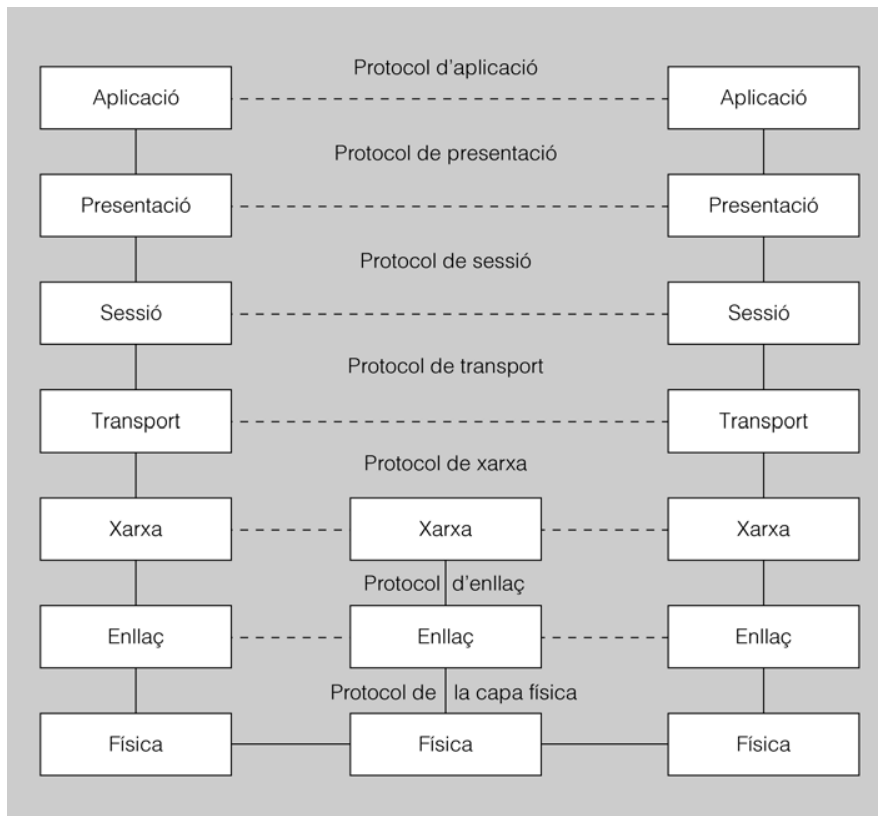 Protocol d'aplicació
Aplicació
Aplicació
Protocol de presentació
Presentació
Presentació
Protocol de sessió
Sessió
Sessió
Protocol de transport
Transport
Transport
Protocol de xarxa
Xarxa
Xarxa
Xarxa
Protocol d'enllaç
Enllaç
Enllaç
Enllaç
Protocol de la capa física
Física
Física
Física